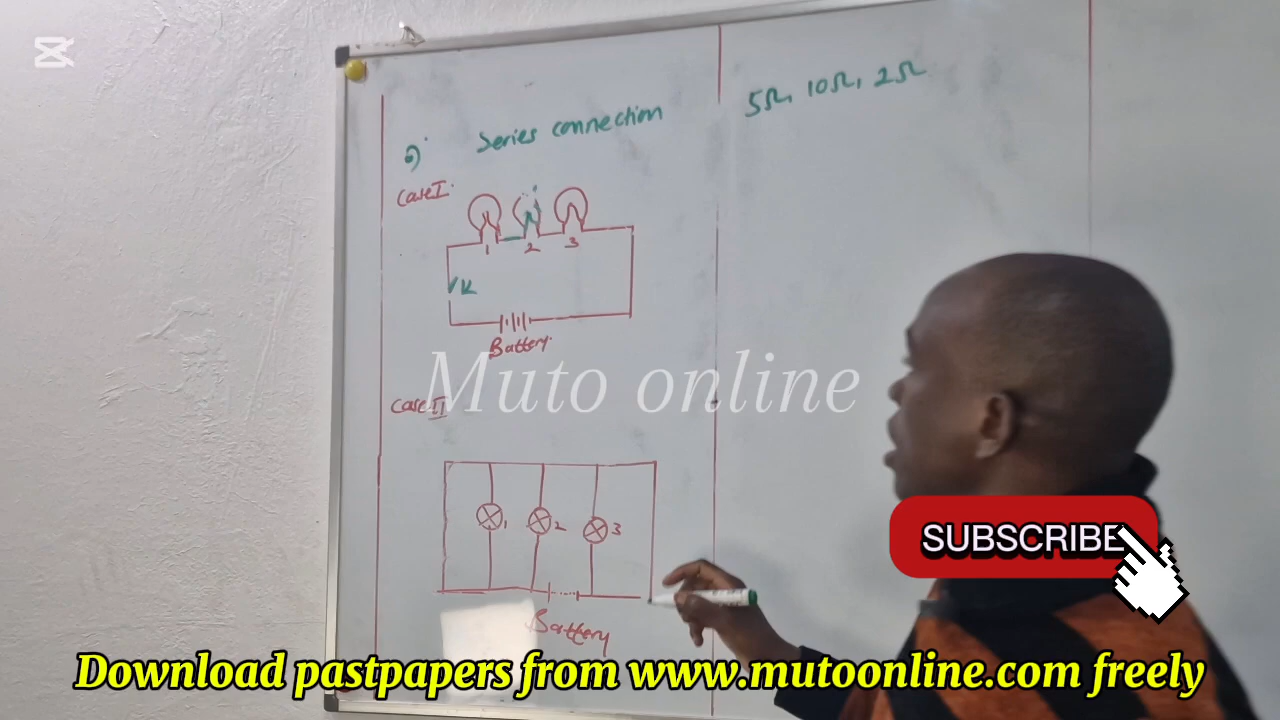 a) Series connection
5Ω, 10Ω, 2Ω
Case I
1 2 3
K
Battery
Muto online
Case II
1 2 3
Battery
SUBSCRIBE
Download pastpapers from www.mutoonline.com freely